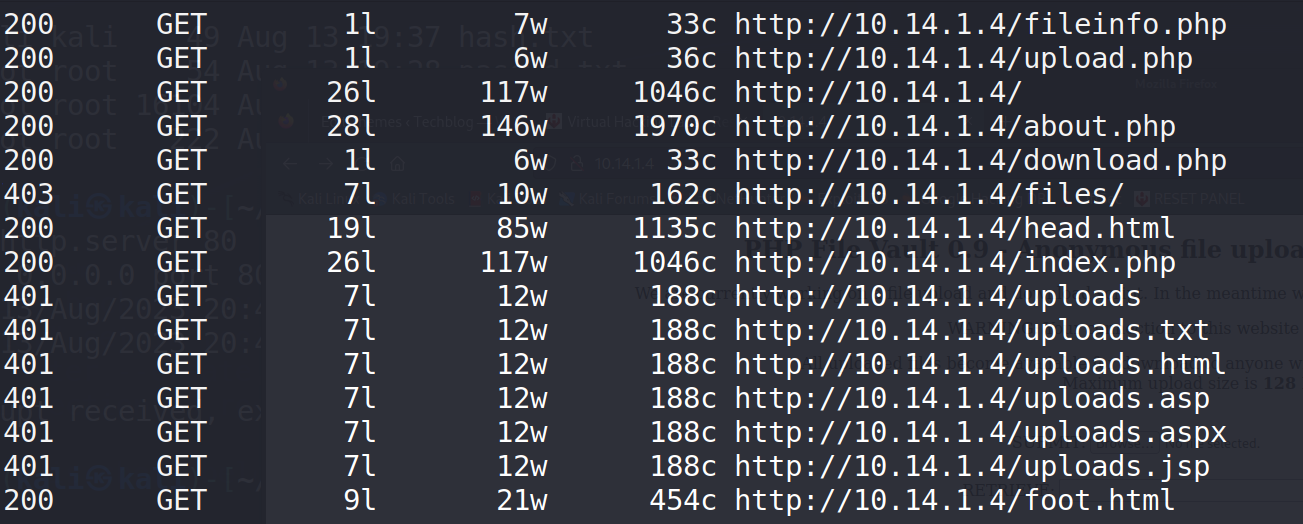 200 GET 1l 7w 33c http://10.14.1.4/fileinfo.php
200 GET 1l 6w 36c http://10.14.1.4/upload.php
200 GET 26l 117w 1046c http://10.14.1.4/
200 GET 28l 146w 1970c http://10.14.1.4/about.php
200 GET 1l 6w 33c http://10.14.1.4/download.php
403 GET 7l 10w 162c http://10.14.1.4/files/
200 GET 19l 85w 1135c http://10.14.1.4/head.html
200 GET 26l 117w 1046c http://10.14.1.4/index.php
401 GET 7l 12w 188c http://10.14.1.4/uploads
401 GET 7l 12w 188c http://10.14.1.4/uploads.txt
401 GET 7l 12w 188c http://10.14.1.4/uploads.html
401 GET 7l 12w 188c http://10.14.1.4/uploads.asp
401 GET 7l 12w 188c http://10.14.1.4/uploads.aspx
401 GET 7l 12w 188c http://10.14.1.4/uploads.jsp
200 GET 9l 21w 454c http://10.14.1.4/foot.html